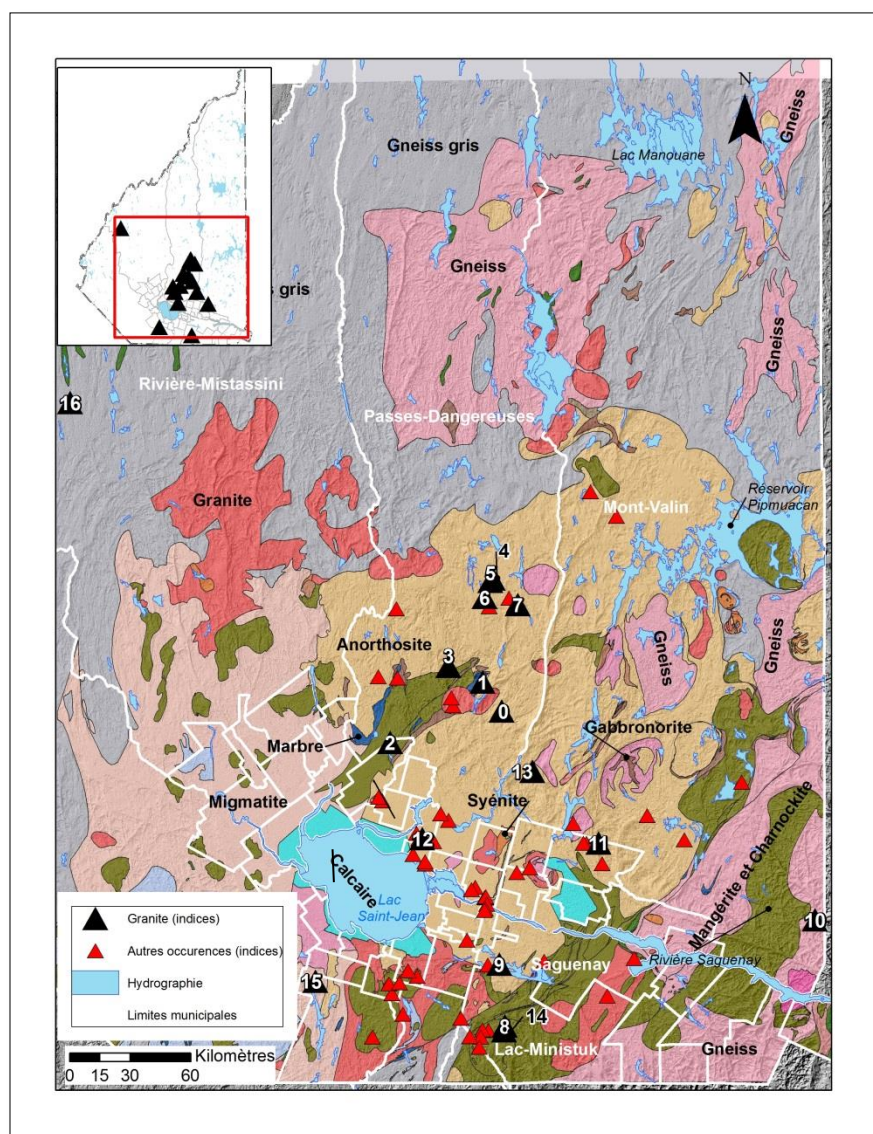 N
Gneiss
Gneiss gris
Lac Manouane
Gneiss
s gris
Gneiss
Rivière-Mistassini
16
Passes-Dangereuses
Granite
Mont-Valin
Réservoir
Pipmuacan
4
5
6
7
Anorthosite
Gneiss
Gneiss
3
1
0
Gabbronorite
Marbre
2
13
Migmatite
Syénite
12
11
Mangérite et Charnockite
Calcaire
Lac
Saint-Jean
10
Granite (indices)
Autres occurences (indices)
Hydrographie
Limites municipales
Rivière Saguenay
Saguenay
9
15
14
8
Lac-Ministuk
Gneiss
Kilomètres
0 15 30 60